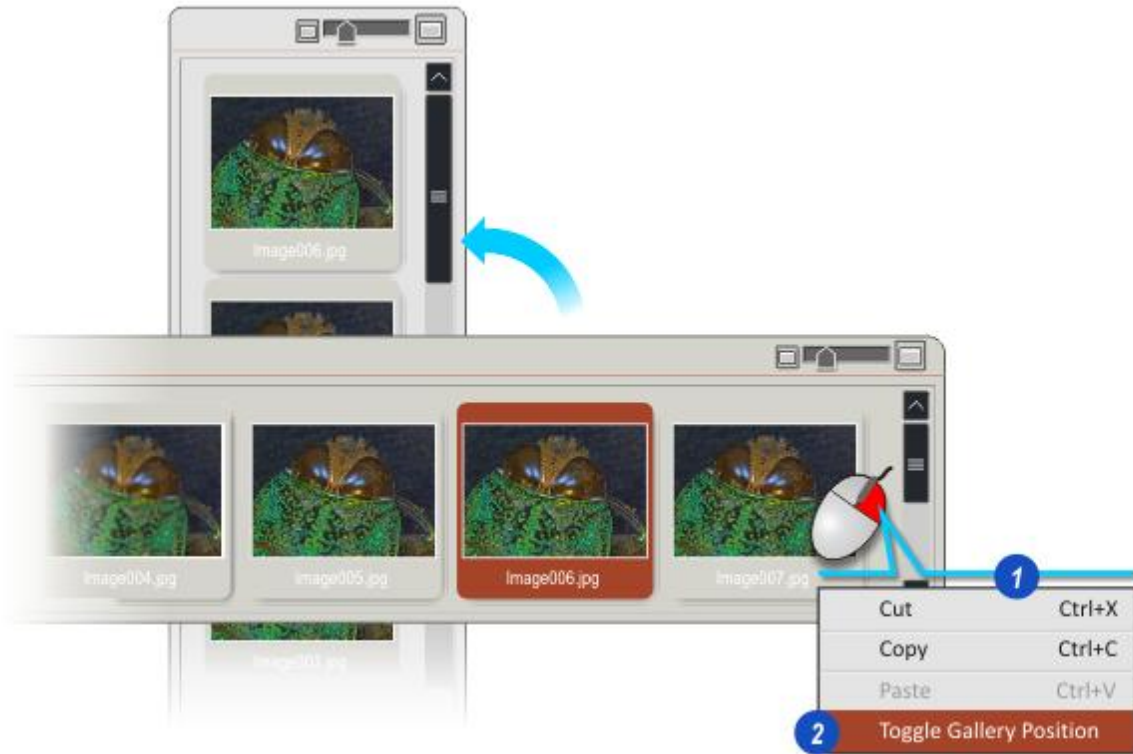 Image006.jpg
Image004.jpg
Image005.jpg
Image006.jpg
Image007.jpg
1
Cut Ctrl+X
Copy Ctrl+C
Paste Ctrl+V
2 Toggle Gallery Position